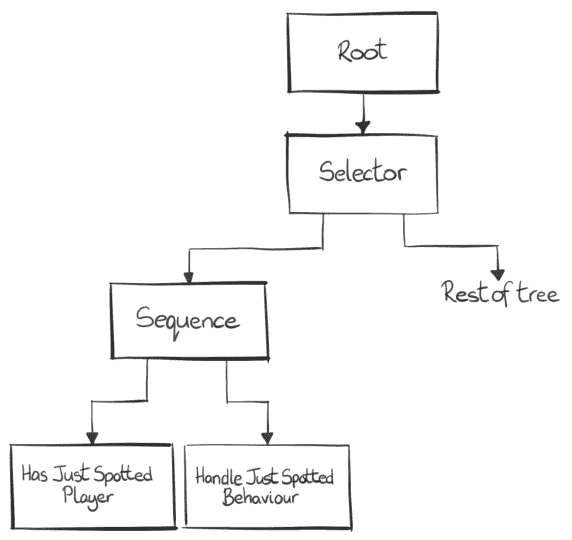 Root
Selector
Rest of tree
Sequence
Has Just Spotted
Player
Handle Just Spotted
Behaviour